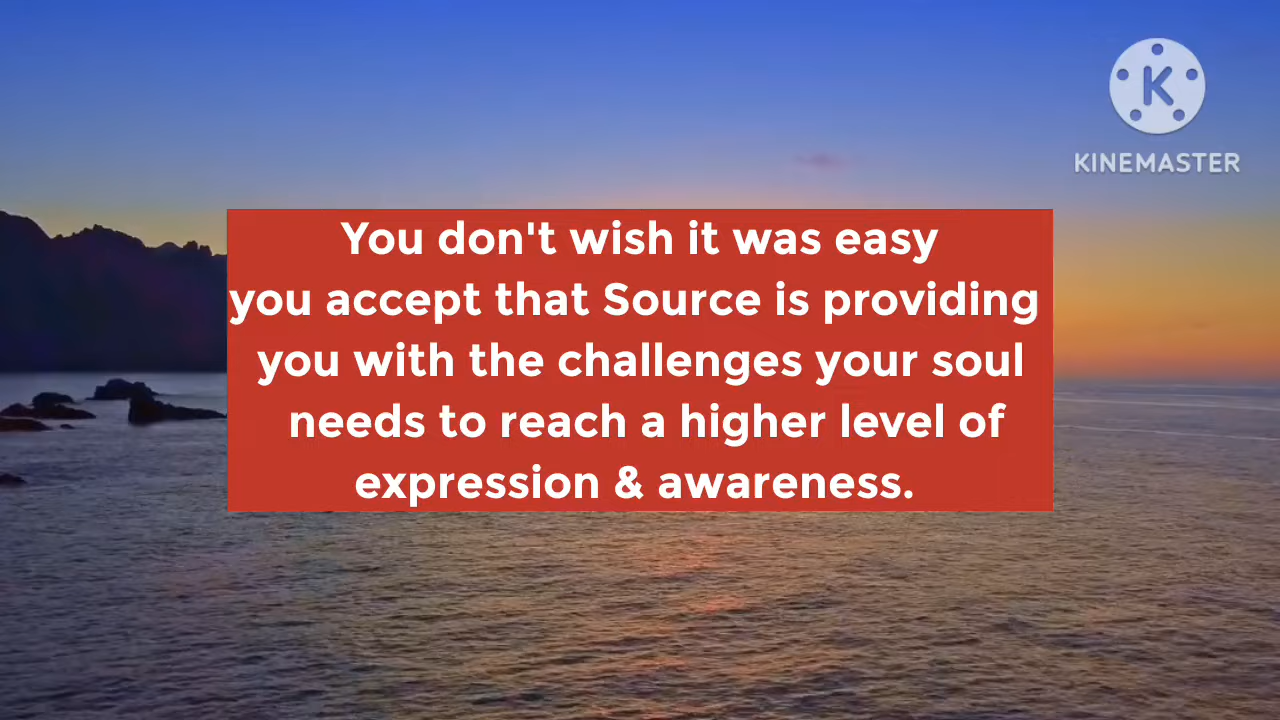 K
KINEMASTER
You don't wish it was easy
you accept that Source is providing
you with the challenges your soul
needs to reach a higher level of
expression & awareness.